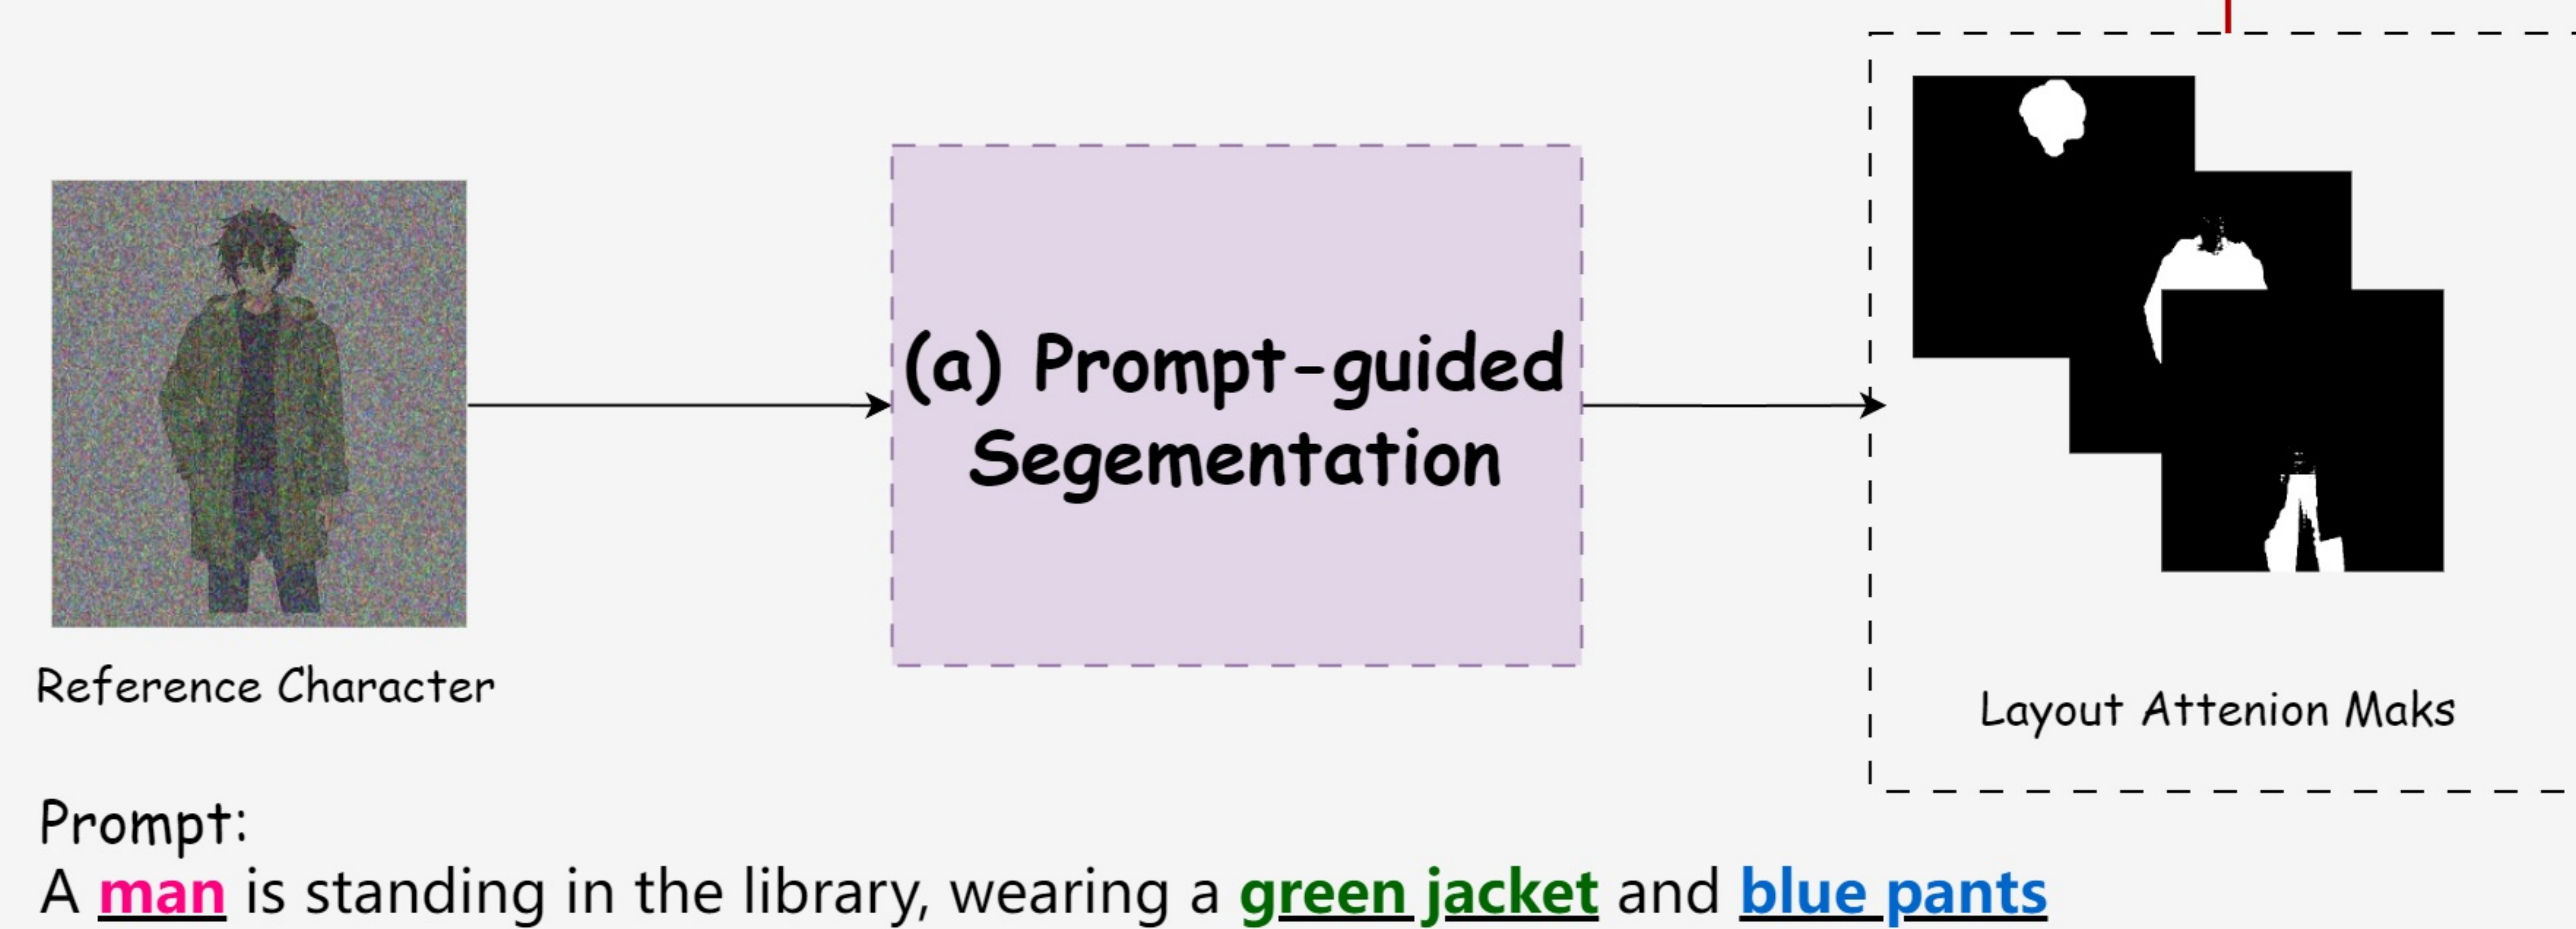 (a) Prompt-guided
Segementation
Reference Character
Layout Attenion Maks
Prompt:
A man is standing in the library, wearing a green jacket and blue pants